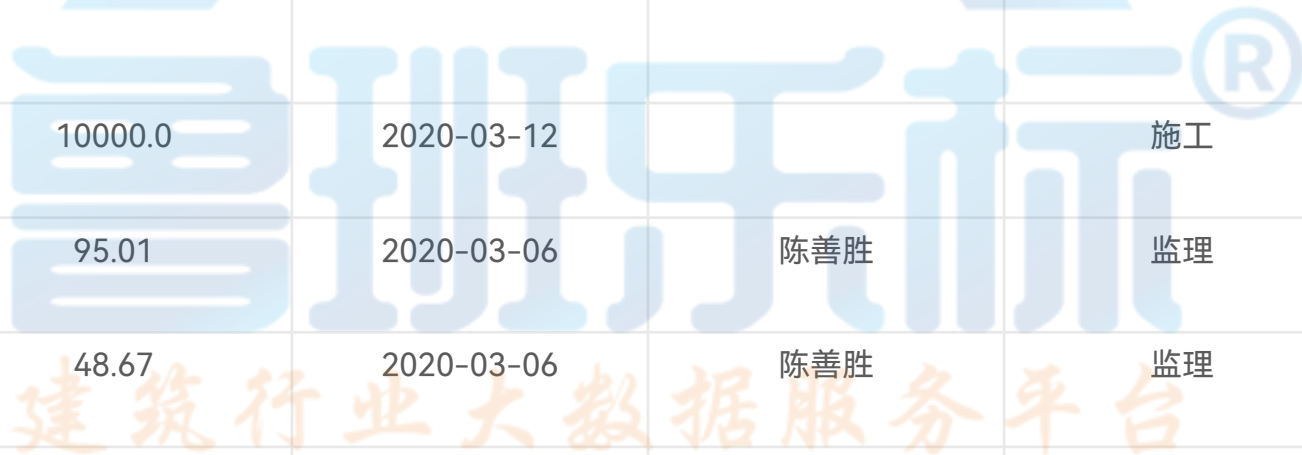 鲁班乐标®
10000.0 2020-03-12 施工
95.01 2020-03-06 陈善胜 监理
48.67 2020-03-06 陈善胜 监理
建筑行业大数据服务平台